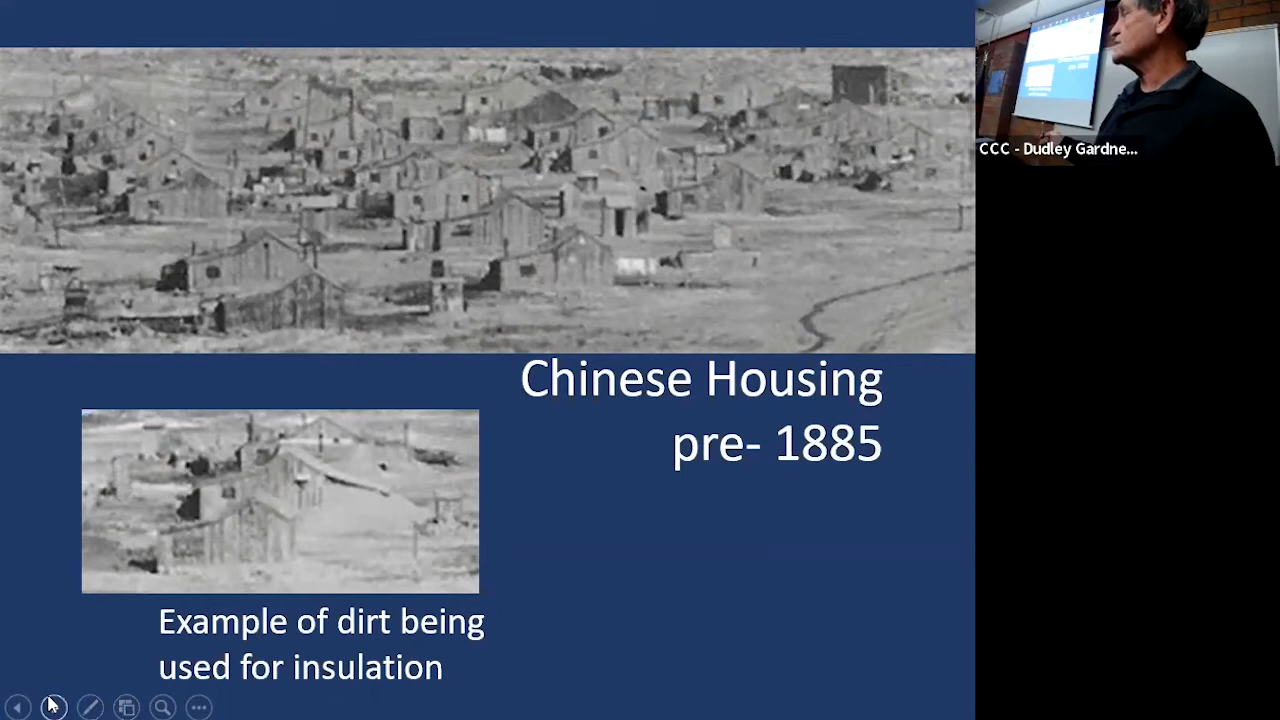 Chinese Housing
pre- 1885
Example of dirt being
used for insulation
CCC - Dudley Gardne...